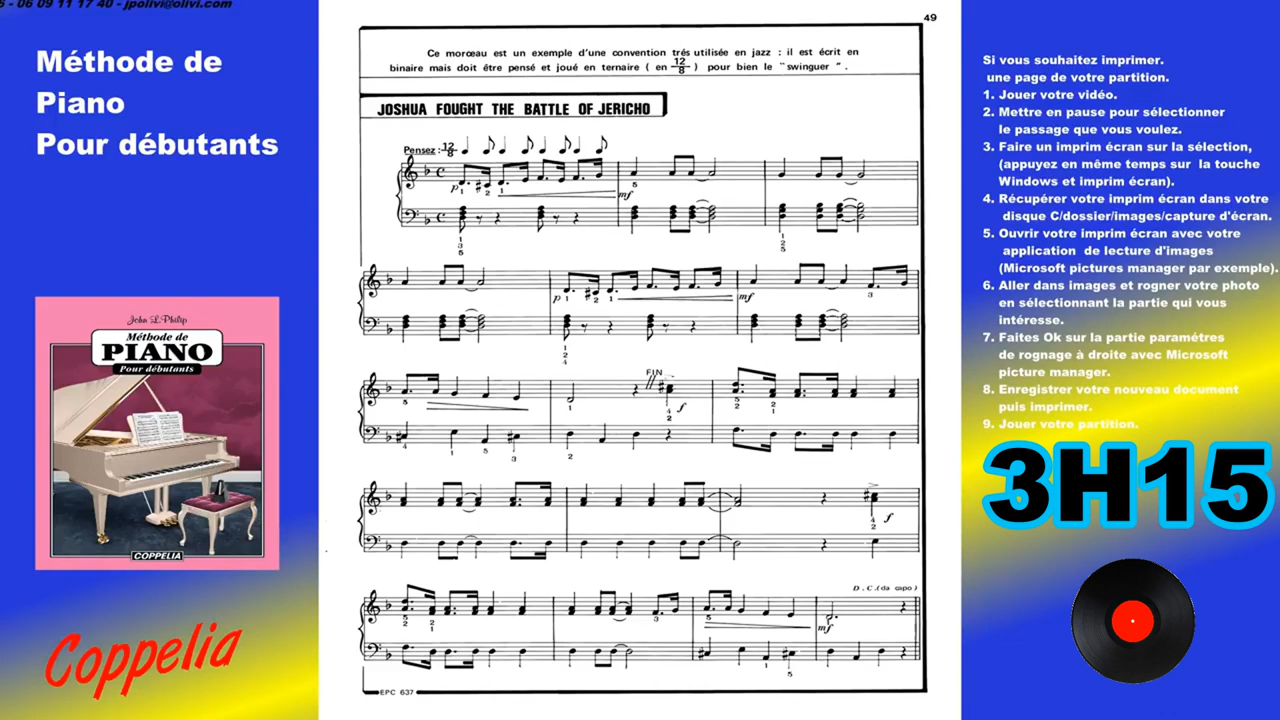 5 - 06 09 11 17 40 - jpolivi@olivi.com
Méthode de
Piano
Pour débutants
John L Philip
Méthode de
PIANO
Pour débutants
COPPELIA
Coppelia
49
Ce morceau est un exemple d'une convention trés utilisée en jazz : il est écrit en
binaire mais doit être pensé et joué en ternaire ( en 12/8 ) pour bien le "swinguer".
JOSHUA FOUGHT THE BATTLE OF JERICHO
Pensez : 12/8
p
mf
p
mf
FIN
f
f
D.C. (da capo)
mf
EPC 637
Si vous souhaitez imprimer.
une page de votre partition.
1. Jouer votre vidéo.
2. Mettre en pause pour sélectionner
le passage que vous voulez.
3. Faire un imprim écran sur la sélection,
(appuyez en même temps sur la touche
Windows et imprim écran).
4. Récupérer votre imprim écran dans votre
disque C/dossier/images/capture d'écran.
5. Ouvrir votre imprim écran avec votre
application de lecture d'images
(Microsoft pictures manager par exemple).
6. Aller dans images et rogner votre photo
en sélectionnant la partie qui vous
intéresse.
7. Faites Ok sur la partie paramétres
de rognage à droite avec Microsoft
picture manager.
8. Enregistrer votre nouveau document
puis imprimer.
9. Jouer votre partition.
3H15